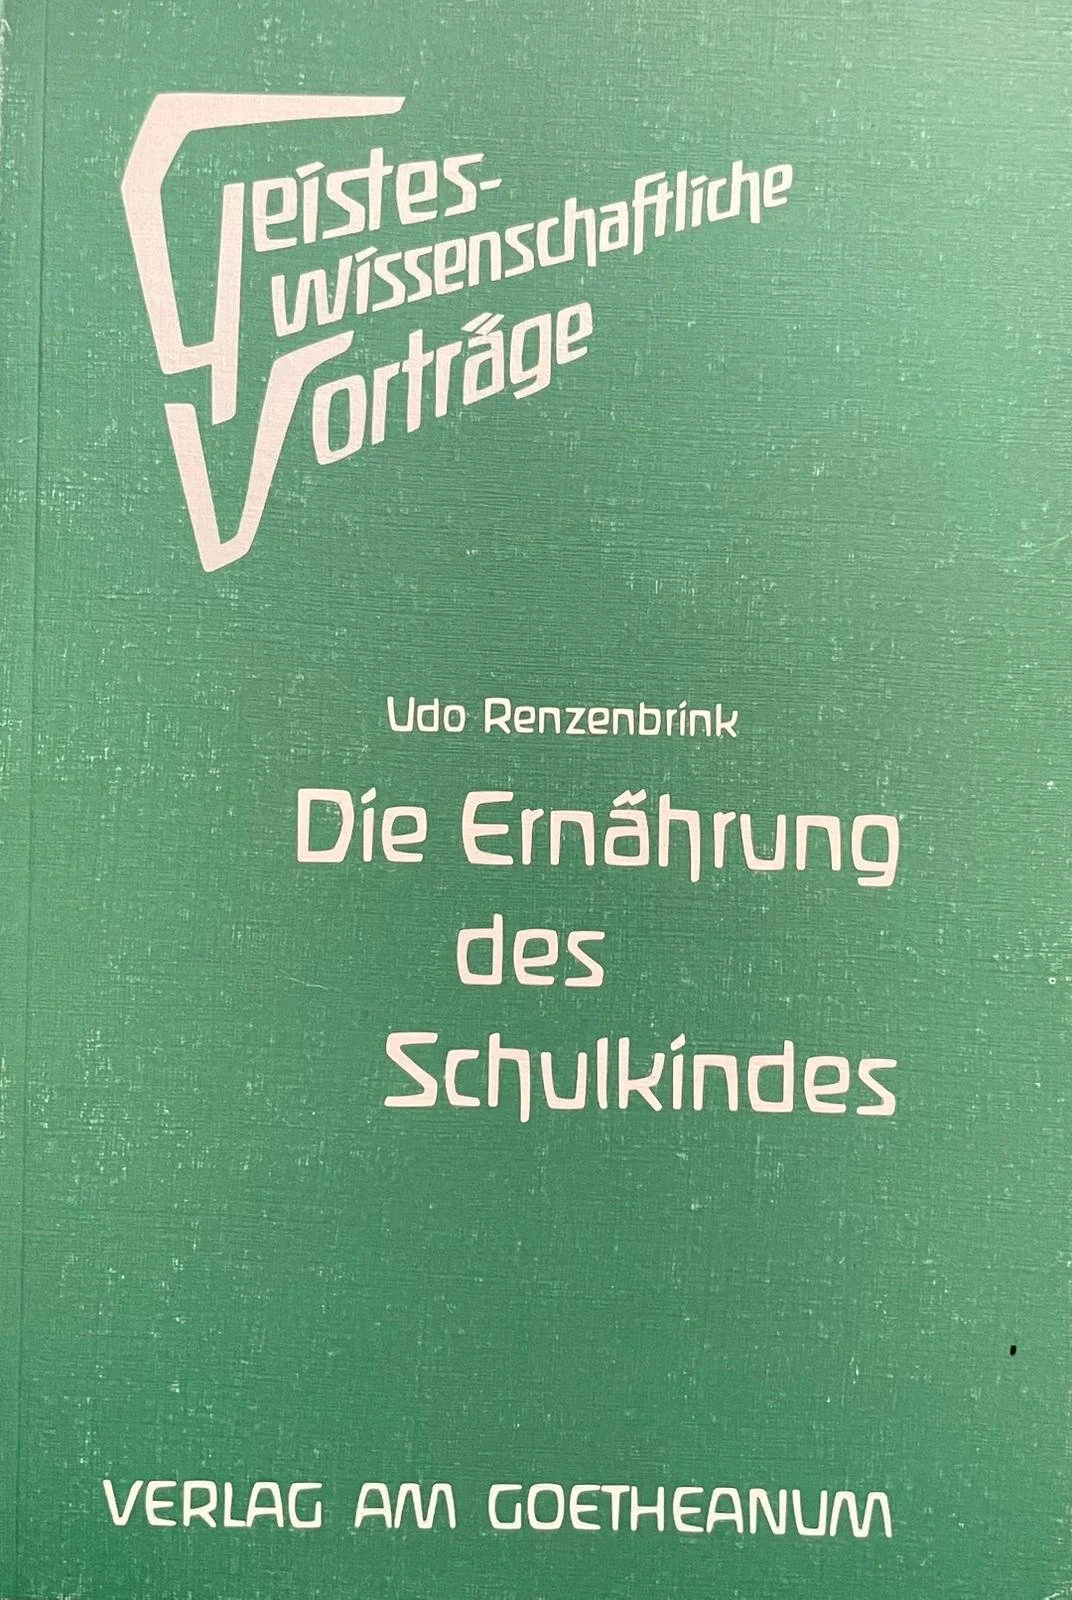 Geistes-
wissenschaftliche
Vorträge
Udo Renzenbrink
Die Ernährung
des
Schulkindes
VERLAG AM GOETHEANUM